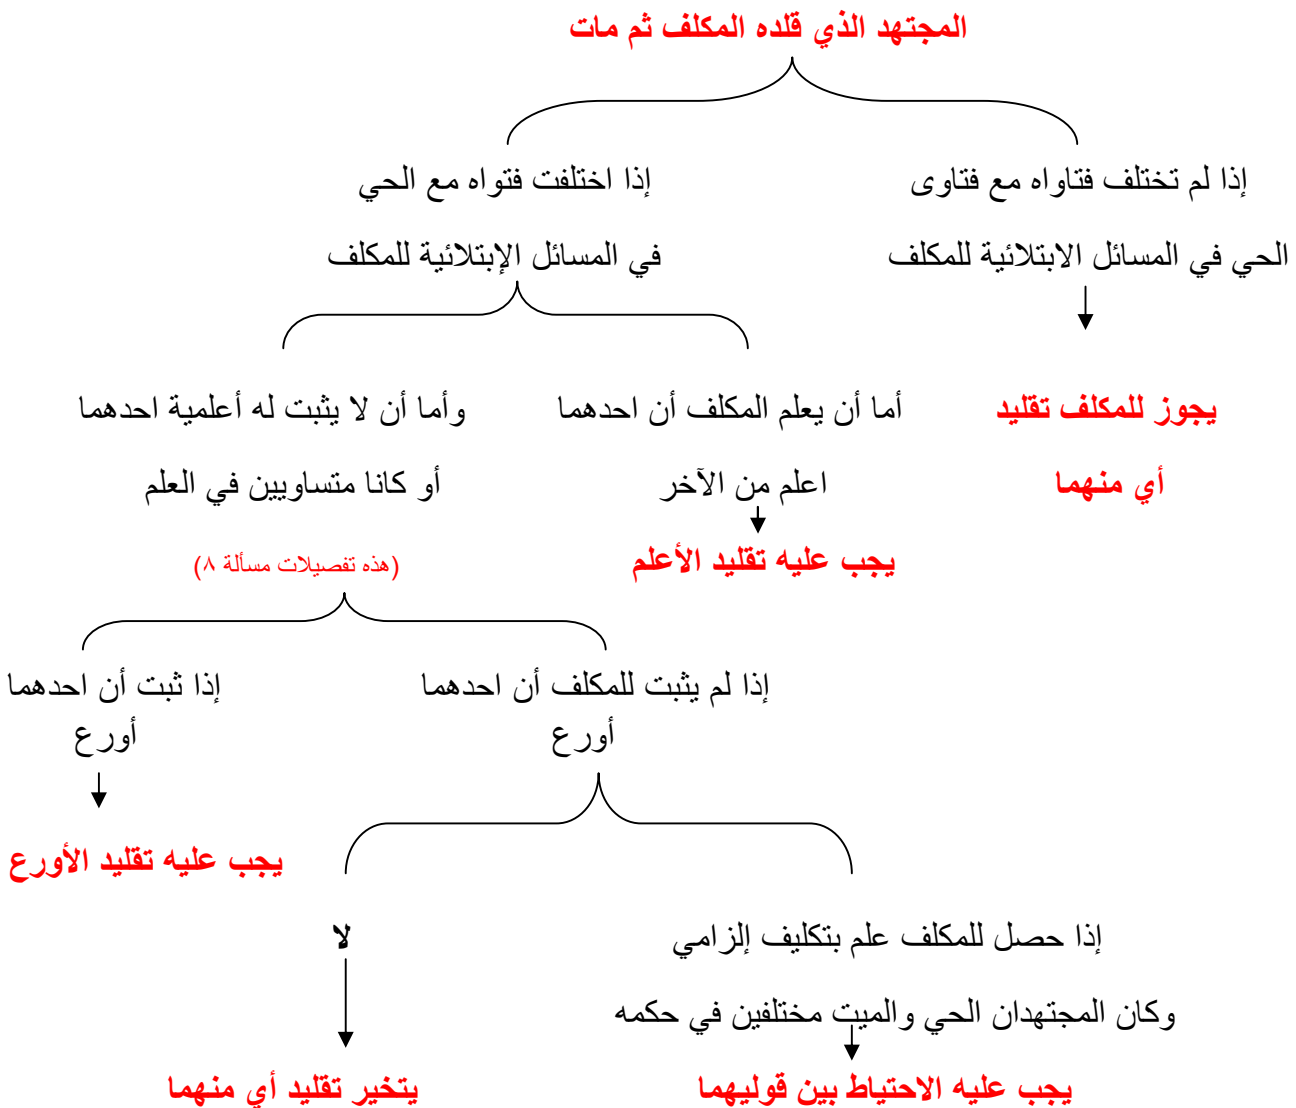 المجتهد الذي قلده المكلف ثم مات
إذا لم تختلف فتاواه مع فتاوى
الحي في المسائل الابتلائية للمكلف
إذا اختلفت فتواه مع الحي
في المسائل الإبتلائية للمكلف
يجوز للمكلف تقليد
أي منهما
أما أن يعلم المكلف أن احدهما
اعلم من الآخر
يجب عليه تقليد الأعلم
وأما أن لا يثبت له أعلمية احدهما
أو كانا متساويين في العلم
(هذه تفصيلات مسألة ٨)
إذا لم يثبت للمكلف أن احدهما
أورع
إذا ثبت أن احدهما
أورع
يجب عليه تقليد الأورع
إذا حصل للمكلف علم بتكليف إلزامي
وكان المجتهدان الحي والميت مختلفين في حكمه
يجب عليه الاحتياط بين قوليهما
لا
يتخير تقليد أي منهما